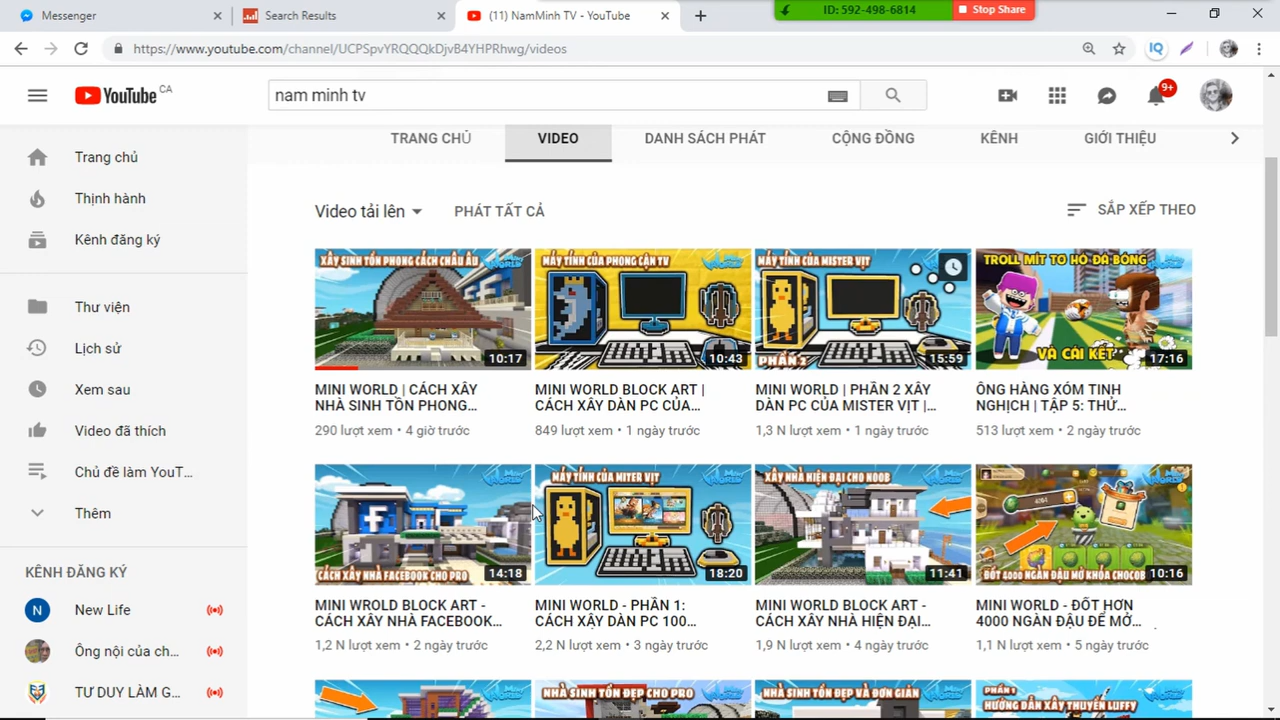 Messenger
Search Results
(11) NamMinh TV - YouTube
ID: 592-498-6814
Stop Share
https://www.youtube.com/channel/UCPSpvYRQQQkDjvB4YHPRhwg/videos
IQ
YouTube CA
nam minh tv
9+
TRANG CHỦ
VIDEO
DANH SÁCH PHÁT
CỘNG ĐỒNG
KÊNH
GIỚI THIỆU
Trang chủ
Thịnh hành
Kênh đăng ký
Thư viện
Lịch sử
Xem sau
Video đã thích
Chủ đề làm YouT...
Thêm
KÊNH ĐĂNG KÝ
N
New Life
Ông nội của ch...
TƯ DUY LÀM G...
Video tải lên
PHÁT TẤT CẢ
SẮP XẾP THEO
XÂY SINH TỒN PHONG CÁCH CHÂU ÂU
10:17
MINI WORLD | CÁCH XÂY
NHÀ SINH TỒN PHONG...
290 lượt xem • 4 giờ trước
MÁY TÍNH CỦA PHONG CẬN TV
10:43
MINI WORLD BLOCK ART |
CÁCH XÂY DÀN PC CỦA...
849 lượt xem • 1 ngày trước
MÁY TÍNH CỦA MISTER VỊT
PHẦN 2
15:59
MINI WORLD | PHẦN 2 XÂY
DÀN PC CỦA MISTER VỊT |...
1,3 N lượt xem • 1 ngày trước
TROLL MÍT TƠ HÒ ĐÁ BÓNG
VÀ CÁI KẾT
17:16
ÔNG HÀNG XÓM TINH
NGHỊCH | TẬP 5: THỬ...
513 lượt xem • 2 ngày trước
CÁCH XÂY NHÀ FACEBOOK CHO PRO
14:18
MINI WROLD BLOCK ART -
CÁCH XÂY NHÀ FACEBOOK...
1,2 N lượt xem • 2 ngày trước
MÁY TÍNH CỦA MITER VỊT
18:20
MINI WORLD - PHẦN 1:
CÁCH XÂY DÀN PC 100...
2,2 N lượt xem • 3 ngày trước
XÂY NHÀ HIỆN ĐẠI CHO NOOB
11:41
MINI WORLD BLOCK ART -
CÁCH XÂY NHÀ HIỆN ĐẠI...
1,9 N lượt xem • 4 ngày trước
ĐỐT 4000 NGÀN ĐẬU MỞ KHÓA CHOCOB
10:16
MINI WORLD - ĐỐT HƠN
4000 NGÀN ĐẬU ĐỂ MỞ...
1,1 N lượt xem • 5 ngày trước
NHÀ SINH TỒN ĐẸP CHO PRO
NHÀ SINH TỒN ĐẸP VÀ ĐƠN GIẢN
PHẦN 1
HƯỚNG DẪN XÂY THUYỀN LUFFY